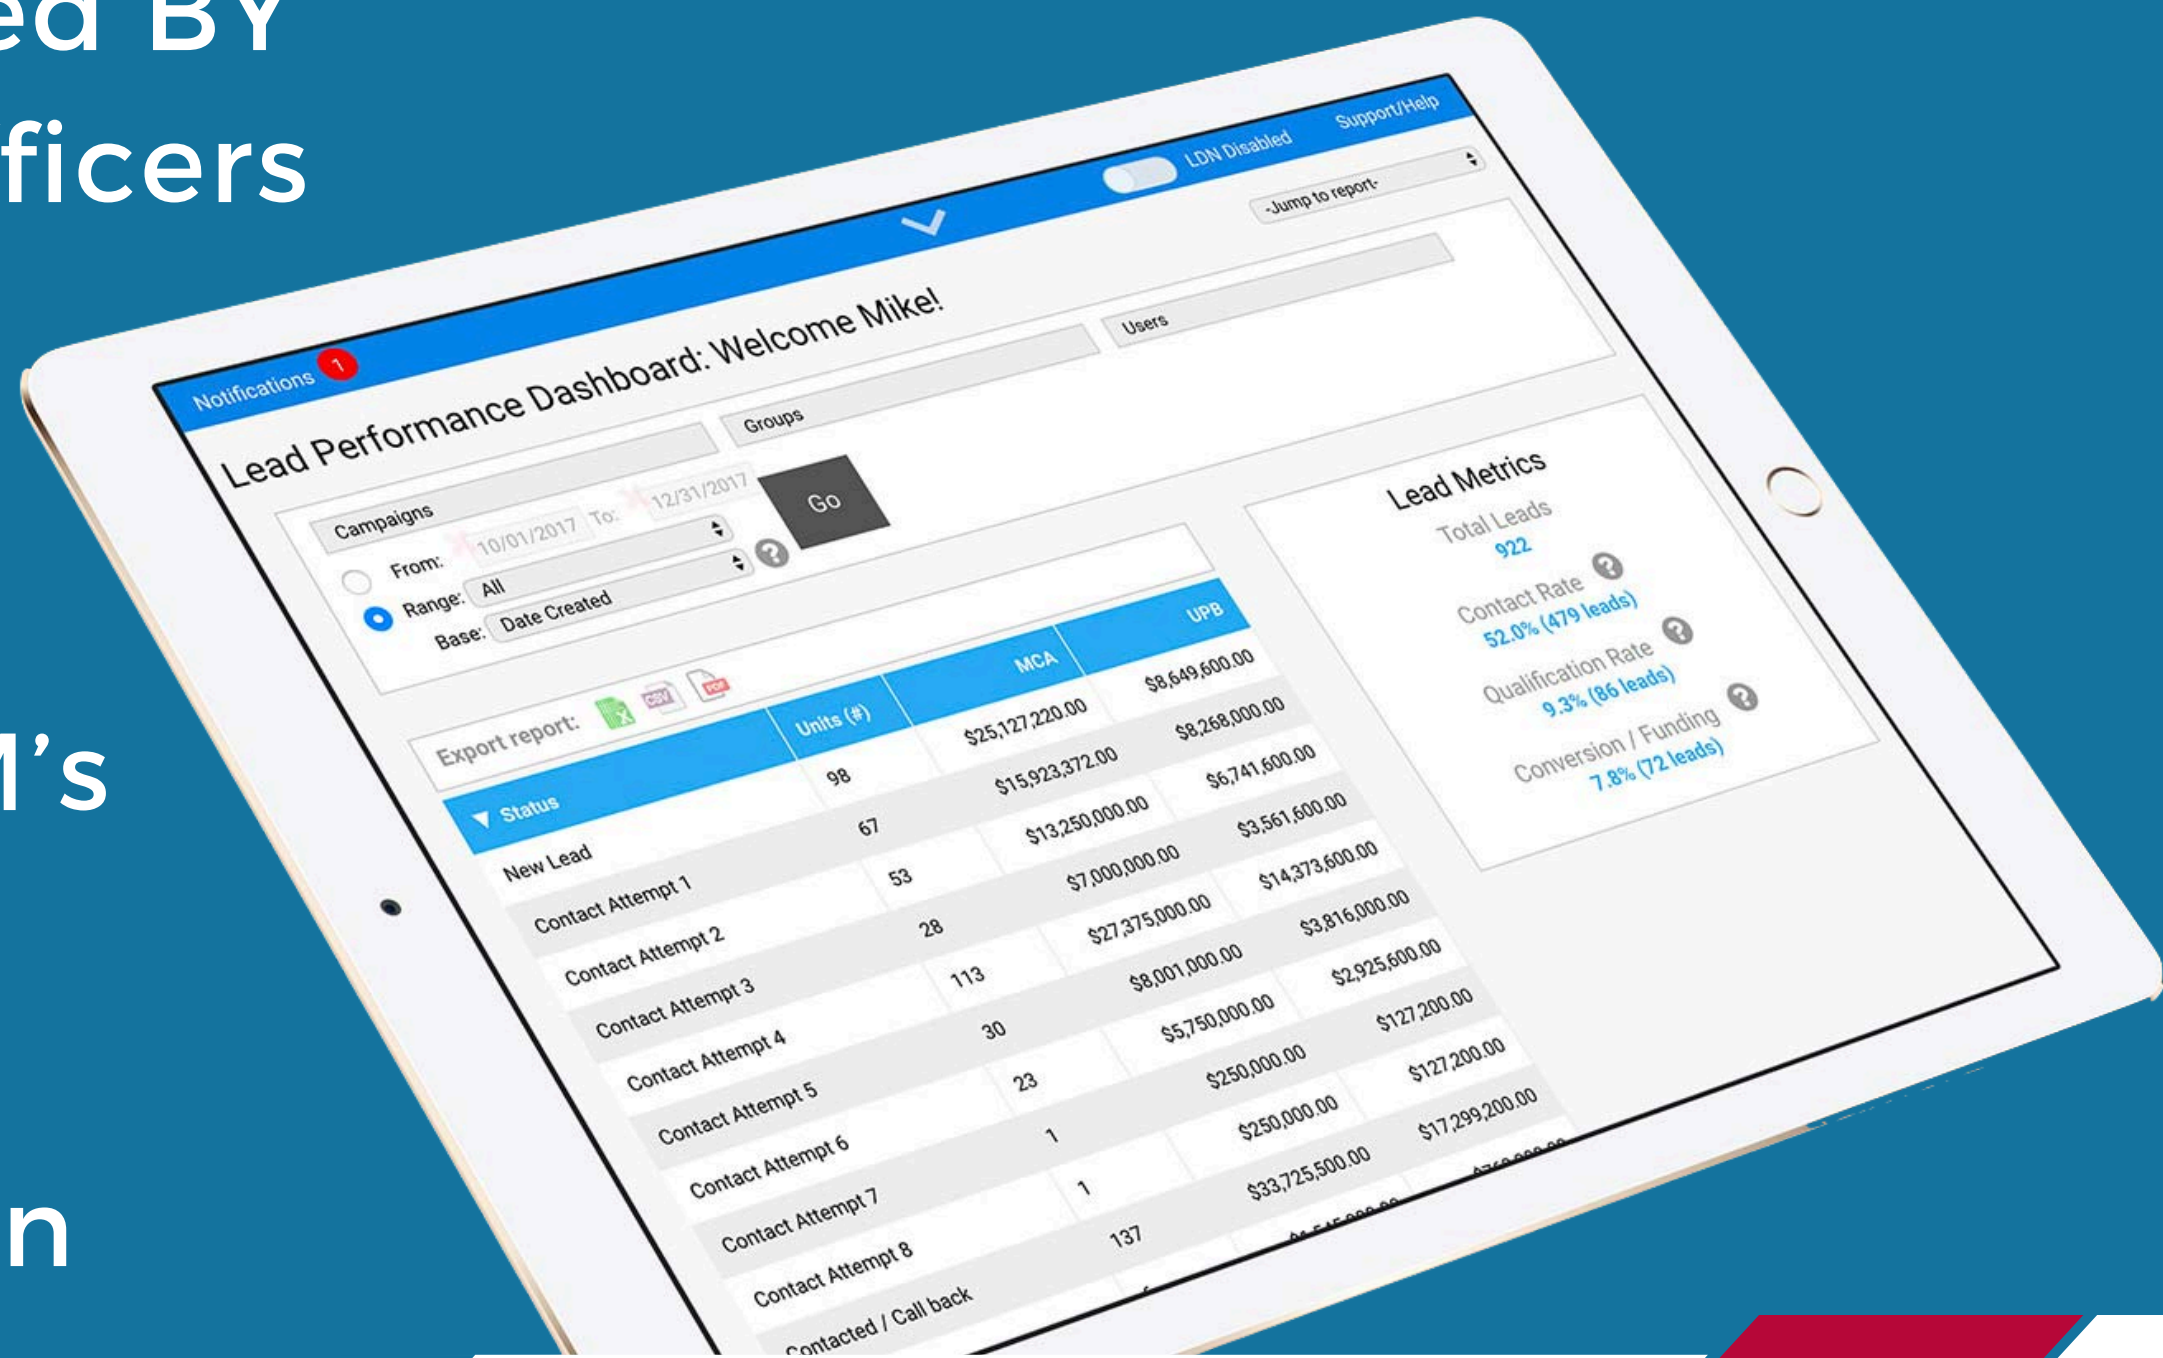 ed BY
ficers
's
n
Notifications 1
LDN Disabled
Support/Help
Lead Performance Dashboard: Welcome Mike!
-Jump to report-
Campaigns
Groups
Users
From: 10/01/2017 To: 12/31/2017
Range: All
Base: Date Created
Go
Export report: X CSV PDF
Status Units (#) MCA UPB
New Lead 98 $25,127,220.00 $8,649,600.00
Contact Attempt 1 67 $15,923,372.00 $8,268,000.00
Contact Attempt 2 53 $13,250,000.00 $6,741,600.00
Contact Attempt 3 28 $7,000,000.00 $3,561,600.00
Contact Attempt 4 113 $27,375,000.00 $14,373,600.00
Contact Attempt 5 30 $8,001,000.00 $3,816,000.00
Contact Attempt 6 23 $5,750,000.00 $2,925,600.00
Contact Attempt 7 1 $250,000.00 $127,200.00
Contact Attempt 8 1 $250,000.00 $127,200.00
Contacted / Call back 137 $33,725,500.00 $17,299,200.00
Lead Metrics
Total Leads
922
Contact Rate ?
52.0% (479 leads)
Qualification Rate ?
9.3% (86 leads)
Conversion / Funding ?
7.8% (72 leads)